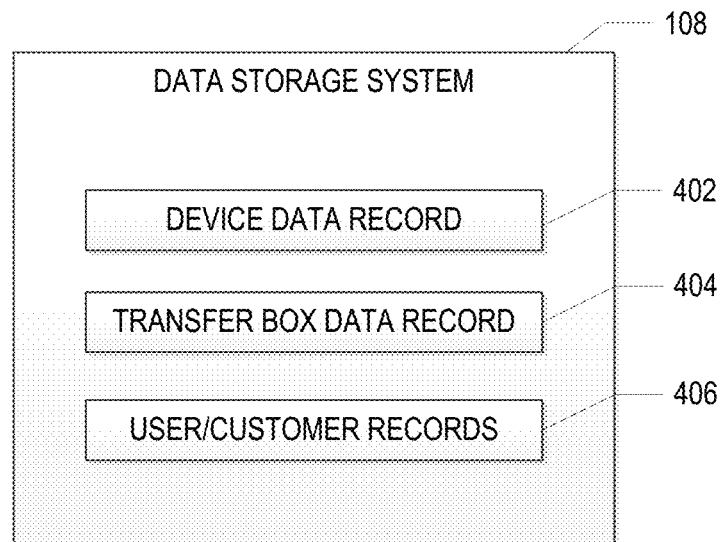 108
DATA STORAGE SYSTEM
DEVICE DATA RECORD
402
TRANSFER BOX DATA RECORD
404
USER/CUSTOMER RECORDS
406